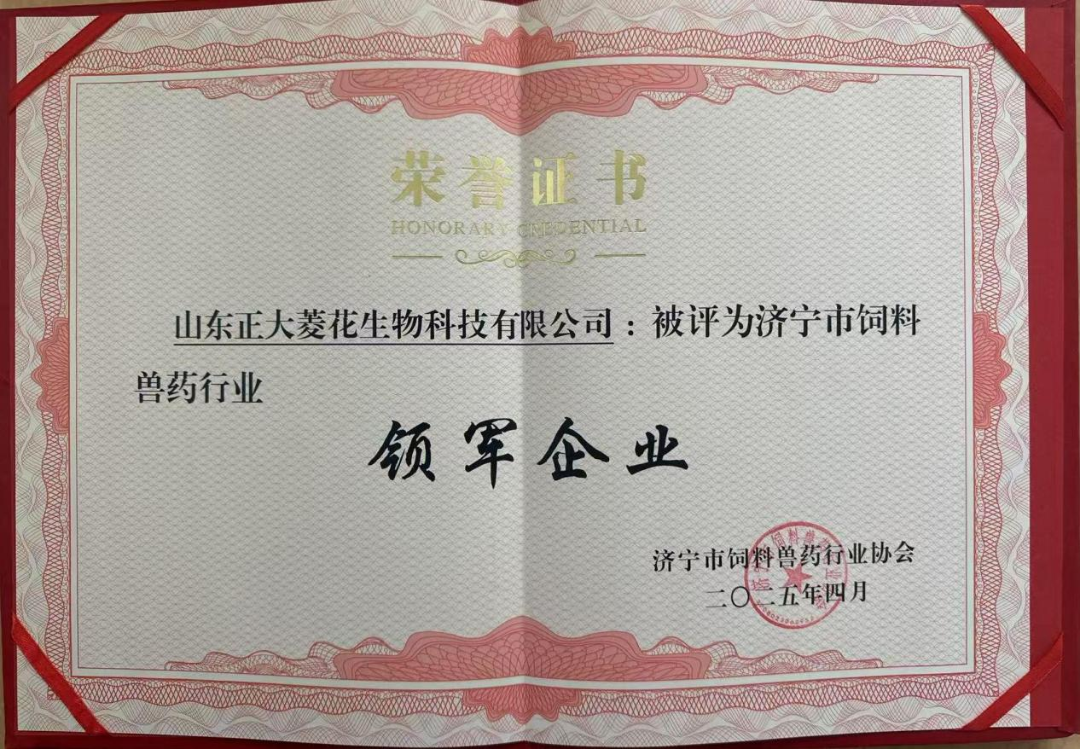 荣誉证书
HONORARY CREDENTIAL
山东正大菱花生物科技有限公司：被评为济宁市饲料
兽药行业
领军企业
济宁市饲料兽药行业协会
二〇二五年四月